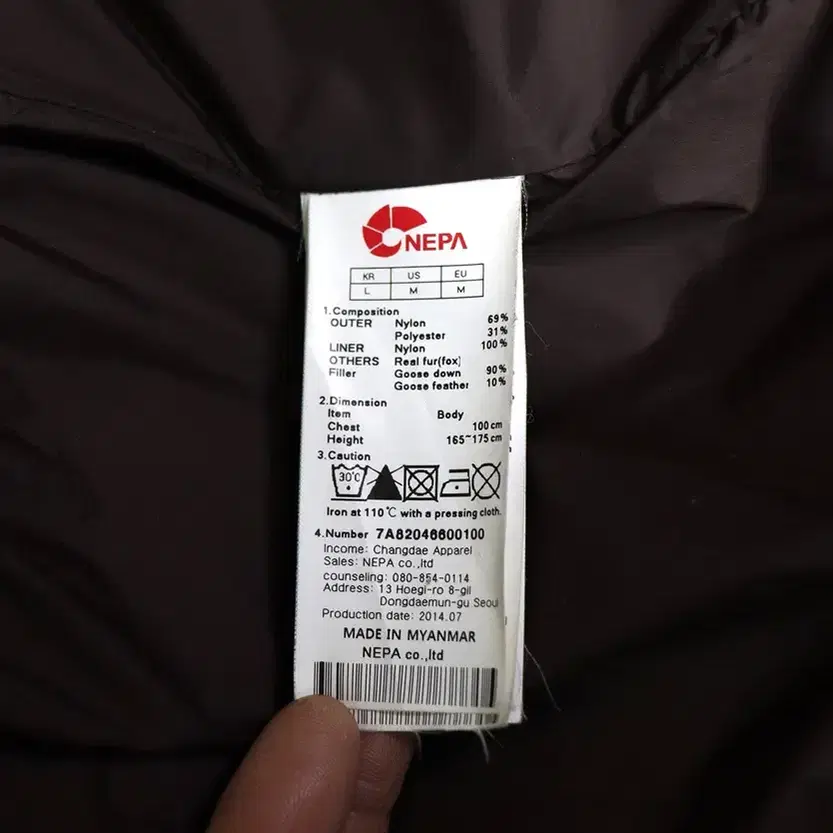 NEPA
KR US EU
L M M
1.Composition
OUTER Nylon 69%
Polyester 31%
LINER Nylon 100%
OTHERS Real fur(fox)
Filler Goose down 90%
Goose feather 10%
2.Dimension
Item Body
Chest 100cm
Height 165~175cm
3.Caution
30℃
Iron at 110℃ with a pressing cloth.
4.Number 7A82046600100
Income: Changdae Apparel
Sales: NEPA co.,ltd
counseling: 080-854-0114
Address: 13 Hoegi-ro 8-gil
Dongdaemun-gu Seoul
Production date: 2014.07
MADE IN MYANMAR
NEPA co.,ltd